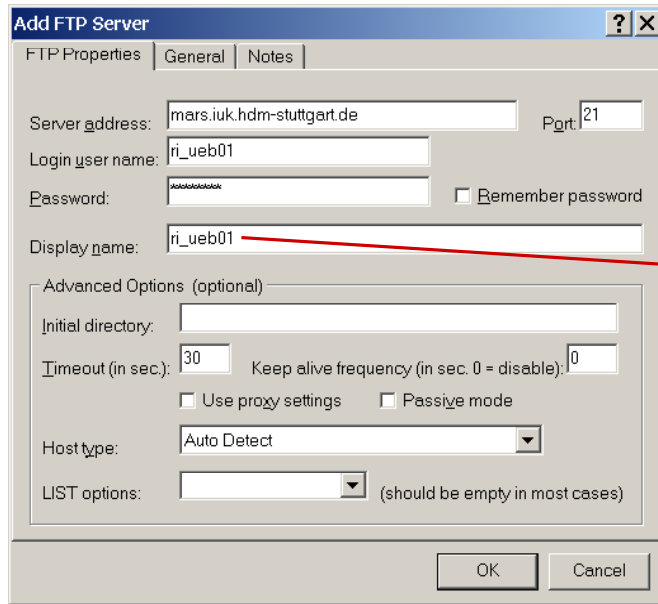 Add FTP Server ? X
FTP Properties General Notes
Server address: mars.iuk.hdm-stuttgart.de Port: 21
Login user name: ri_ueb01
Password: ********* Remember password
Display name: ri_ueb01
Advanced Options (optional)
Initial directory:
Timeout (in sec.): 30 Keep alive frequency (in sec. 0 = disable): 0
Use proxy settings Passive mode
Host type: Auto Detect
LIST options: (should be empty in most cases)
OK Cancel